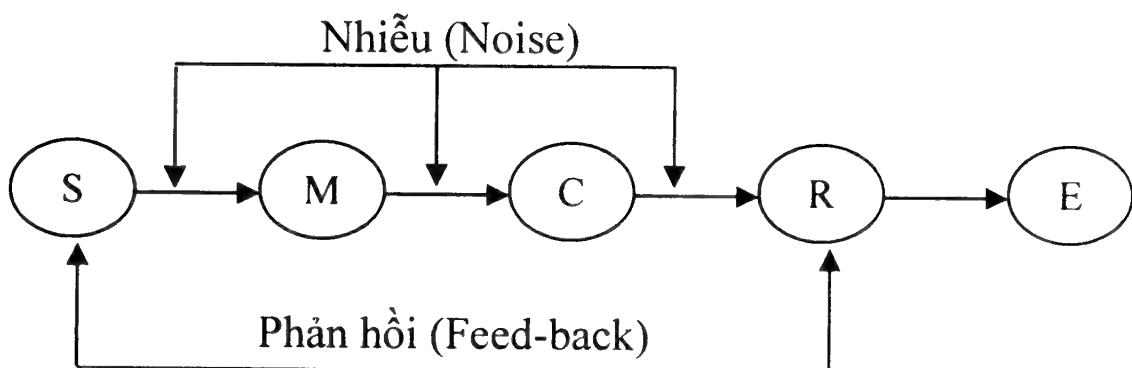 Nhiễu (Noise)
S M C R E
Phản hồi (Feed-back)